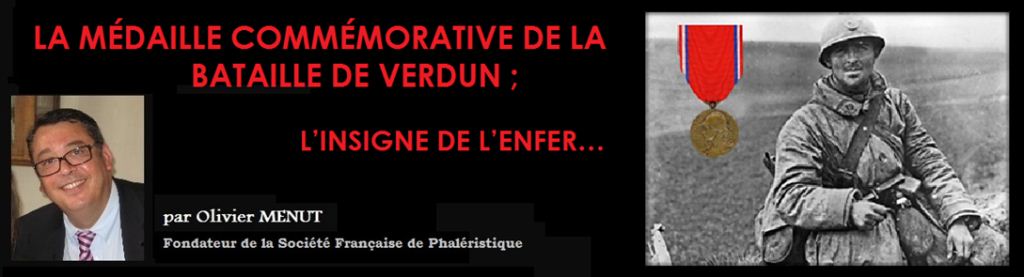 LA MÉDAILLE COMMÉMORATIVE DE LA
BATAILLE DE VERDUN ;
L'INSIGNE DE L'ENFER...
par Olivier MENUT
Fondateur de la Société Française de Phaléristique